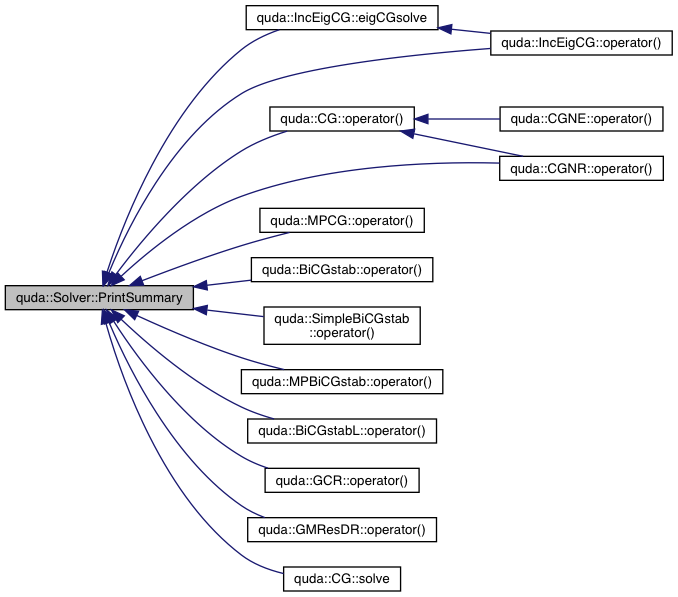 quda::IncEigCG::eigCGsolve
quda::IncEigCG::operator()
quda::CG::operator()
quda::CGNE::operator()
quda::CGNR::operator()
quda::MPCG::operator()
quda::BiCGstab::operator()
quda::Solver::PrintSummary
quda::SimpleBiCGstab
::operator()
quda::MPBiCGstab::operator()
quda::BiCGstabL::operator()
quda::GCR::operator()
quda::GMResDR::operator()
quda::CG::solve